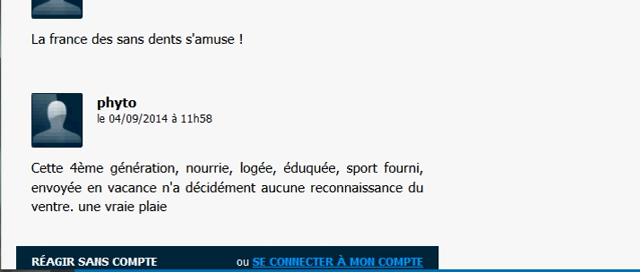 La france des sans dents s'amuse !
phyto
le 04/09/2014 à 11h58
Cette 4ème génération, nourrie, logée, éduquée, sport fourni,
envoyée en vacance n'a décidément aucune reconnaissance du
ventre. une vraie plaie
RÉAGIR SANS COMPTE ou SE CONNECTER À MON COMPTE